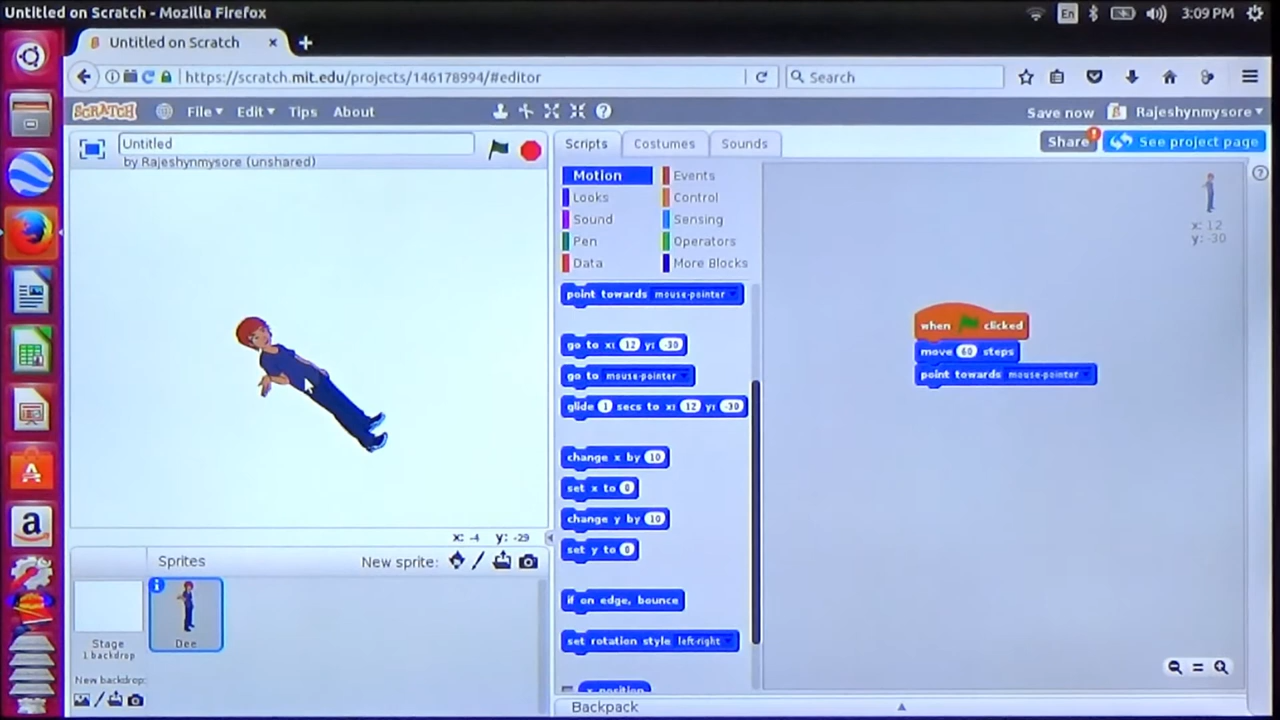 Untitled on Scratch - Mozilla Firefox
En 3:09 PM
Untitled on Scratch
https://scratch.mit.edu/projects/146178994/#editor
Search
SCRATCH
File Edit Tips About
Save now
Rajeshynmysore
Untitled
by Rajeshynmysore (unshared)
Scripts
Costumes
Sounds
Share
See project page
Motion
Events
Looks
Control
Sound
Sensing
Pen
Operators
Data
More Blocks
x: 12
y: -30
point towards mouse-pointer
go to x: 12 y: -30
go to mouse-pointer
glide 1 secs to x: 12 y: -30
change x by 10
set x to 0
change y by 10
set y to 0
if on edge, bounce
set rotation style left-right
x position
when clicked
move 60 steps
point towards mouse-pointer
x: -4 y: -29
Sprites
New sprite:
Stage
1 backdrop
Dee
New backdrop:
Backpack